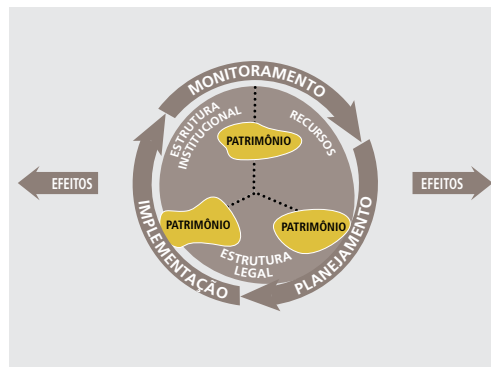 MONITORAMENTO
ESTRUTURA
INSTITUCIONAL
RECURSOS
PATRIMÔNIO
EFEITOS
EFEITOS
PATRIMÔNIO
PATRIMÔNIO
ESTRUTURA
LEGAL
IMPLEMENTAÇÃO
PLANEJAMENTO